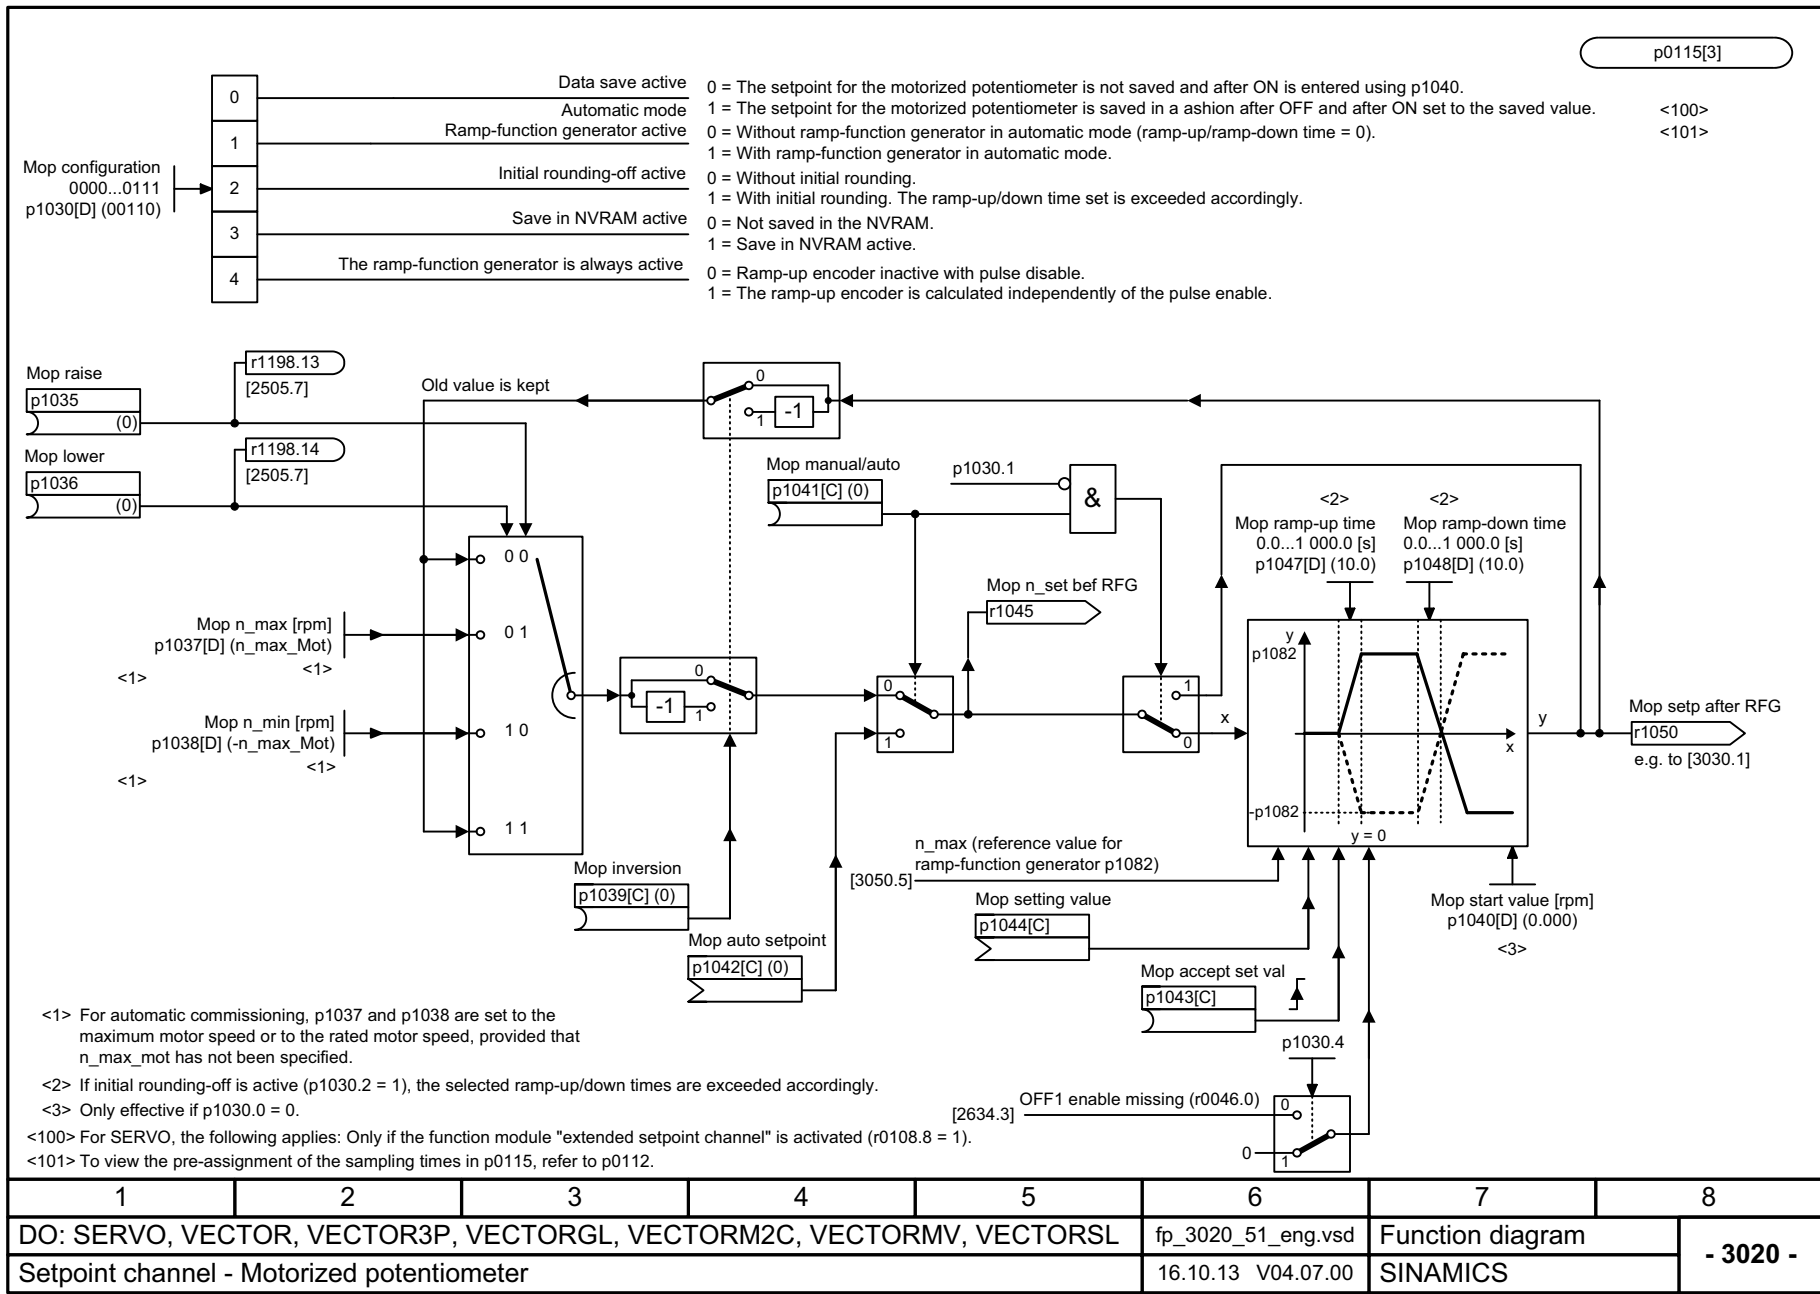 p0115[3]
0
Data save active
0 = The setpoint for the motorized potentiometer is not saved and after ON is entered using p1040.
Automatic mode
1 = The setpoint for the motorized potentiometer is saved in a ashion after OFF and after ON set to the saved value.
<100>
1
Ramp-function generator active
0 = Without ramp-function generator in automatic mode (ramp-up/ramp-down time = 0).
<101>
1 = With ramp-function generator in automatic mode.
Mop configuration
0000...0111
p1030[D] (00110)
2
Initial rounding-off active
0 = Without initial rounding.
1 = With initial rounding. The ramp-up/down time set is exceeded accordingly.
3
Save in NVRAM active
0 = Not saved in the NVRAM.
1 = Save in NVRAM active.
4
The ramp-function generator is always active
0 = Ramp-up encoder inactive with pulse disable.
1 = The ramp-up encoder is calculated independently of the pulse enable.
Mop raise
p1035
(0)
r1198.13
[2505.7]
Mop lower
p1036
(0)
r1198.14
[2505.7]
Old value is kept
0
1
-1
Mop manual/auto
p1041[C] (0)
p1030.1
&
<2>
Mop ramp-up time
0.0...1 000.0 [s]
p1047[D] (10.0)
<2>
Mop ramp-down time
0.0...1 000.0 [s]
p1048[D] (10.0)
0 0
0 1
1 0
1 1
Mop n_max [rpm]
p1037[D] (n_max_Mot)
<1>
<1>
Mop n_min [rpm]
p1038[D] (-n_max_Mot)
<1>
<1>
-1
0
1
Mop inversion
p1039[C] (0)
Mop auto setpoint
p1042[C] (0)
0
1
Mop n_set bef RFG
r1045
1
0
x
y
p1082
x
-p1082
y = 0
y
Mop setp after RFG
r1050
e.g. to [3030.1]
n_max (reference value for
ramp-function generator p1082)
[3050.5]
Mop setting value
p1044[C]
Mop accept set val
p1043[C]
Mop start value [rpm]
p1040[D] (0.000)
<3>
p1030.4
OFF1 enable missing (r0046.0)
[2634.3]
0
0
1
<1> For automatic commissioning, p1037 and p1038 are set to the
maximum motor speed or to the rated motor speed, provided that
n_max_mot has not been specified.
<2> If initial rounding-off is active (p1030.2 = 1), the selected ramp-up/down times are exceeded accordingly.
<3> Only effective if p1030.0 = 0.
<100> For SERVO, the following applies: Only if the function module "extended setpoint channel" is activated (r0108.8 = 1).
<101> To view the pre-assignment of the sampling times in p0115, refer to p0112.
1 2 3 4 5 6 7 8
DO: SERVO, VECTOR, VECTOR3P, VECTORGL, VECTORM2C, VECTORMV, VECTORSL
fp_3020_51_eng.vsd
Function diagram
- 3020 -
Setpoint channel - Motorized potentiometer
16.10.13 V04.07.00
SINAMICS